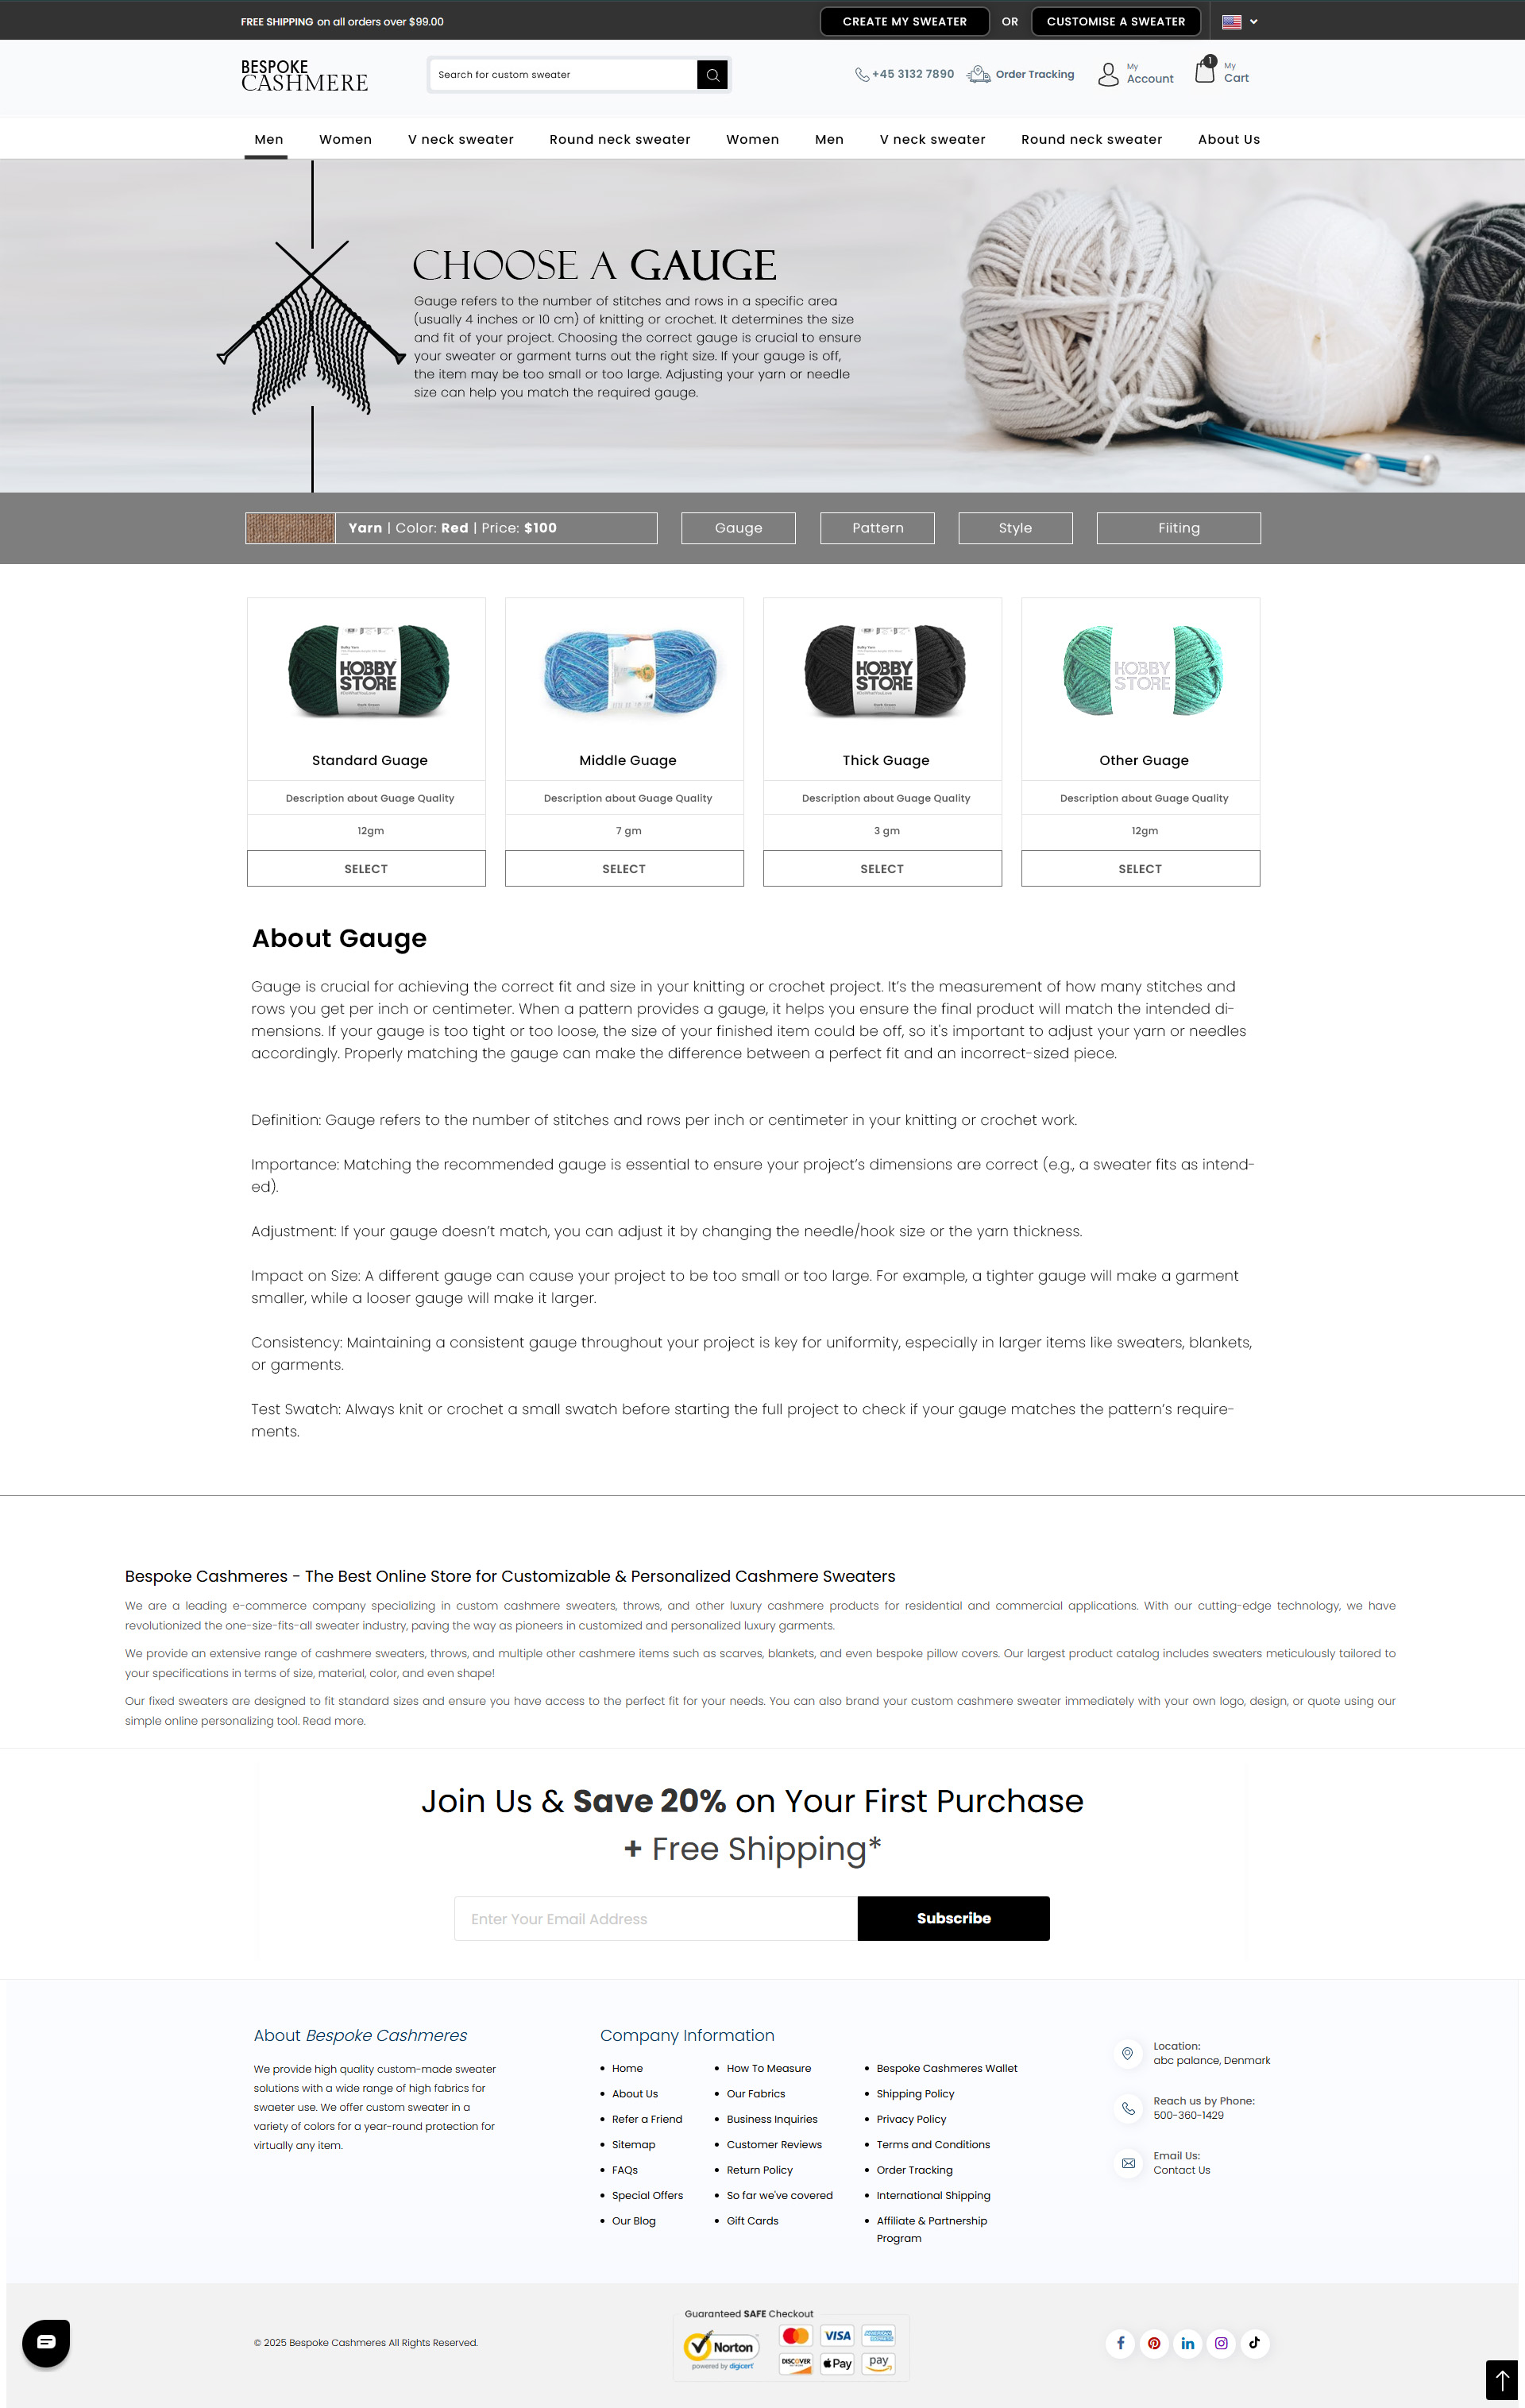 FREE SHIPPING on all orders over $99.00
CREATE MY SWEATER OR CUSTOMISE A SWEATER
BESPOKE
CASHMERE
Search for custom sweater
+45 3132 7890
Order Tracking
My
Account
1
My
Cart
Men Women V neck sweater Round neck sweater Women Men V neck sweater Round neck sweater About Us
CHOOSE A GAUGE
Gauge refers to the number of stitches and rows in a specific area
(usually 4 inches or 10 cm) of knitting or crochet. It determines the size
and fit of your project. Choosing the correct gauge is crucial to ensure
your sweater or garment turns out the right size. If your gauge is off,
the item may be too small or too large. Adjusting your yarn or needle
size can help you match the required gauge.
Yarn | Color: Red | Price: $100
Gauge
Pattern
Style
Fiiting
HOBBY
STORE
Standard Guage
Description about Guage Quality
12gm
SELECT
Middle Guage
Description about Guage Quality
7 gm
SELECT
HOBBY
STORE
Thick Guage
Description about Guage Quality
3 gm
SELECT
HOBBY
STORE
Other Guage
Description about Guage Quality
12gm
SELECT
About Gauge
Gauge is crucial for achieving the correct fit and size in your knitting or crochet project. It's the measurement of how many stitches and
rows you get per inch or centimeter. When a pattern provides a gauge, it helps you ensure the final product will match the intended di-
mensions. If your gauge is too tight or too loose, the size of your finished item could be off, so it's important to adjust your yarn or needles
accordingly. Properly matching the gauge can make the difference between a perfect fit and an incorrect-sized piece.
Definition: Gauge refers to the number of stitches and rows per inch or centimeter in your knitting or crochet work.
Importance: Matching the recommended gauge is essential to ensure your project's dimensions are correct (e.g., a sweater fits as intend-
ed).
Adjustment: If your gauge doesn't match, you can adjust it by changing the needle/hook size or the yarn thickness.
Impact on Size: A different gauge can cause your project to be too small or too large. For example, a tighter gauge will make a garment
smaller, while a looser gauge will make it larger.
Consistency: Maintaining a consistent gauge throughout your project is key for uniformity, especially in larger items like sweaters, blankets,
or garments.
Test Swatch: Always knit or crochet a small swatch before starting the full project to check if your gauge matches the pattern's require-
ments.
Bespoke Cashmeres - The Best Online Store for Customizable & Personalized Cashmere Sweaters
We are a leading e-commerce company specializing in custom cashmere sweaters, throws, and other luxury cashmere products for residential and commercial applications. With our cutting-edge technology, we have
revolutionized the one-size-fits-all sweater industry, paving the way as pioneers in customized and personalized luxury garments.
We provide an extensive range of cashmere sweaters, throws, and multiple other cashmere items such as scarves, blankets, and even bespoke pillow covers. Our largest product catalog includes sweaters meticulously tailored to
your specifications in terms of size, material, color, and even shape!
Our fixed sweaters are designed to fit standard sizes and ensure you have access to the perfect fit for your needs. You can also brand your custom cashmere sweater immediately with your own logo, design, or quote using our
simple online personalizing tool. Read more.
Join Us & Save 20% on Your First Purchase
+ Free Shipping*
Enter Your Email Address
Subscribe
About Bespoke Cashmeres
We provide high quality custom-made sweater
solutions with a wide range of high fabrics for
swaeter use. We offer custom sweater in a
variety of colors for a year-round protection for
virtually any item.
Company Information
Home
About Us
Refer a Friend
Sitemap
FAQs
Special Offers
Our Blog
How To Measure
Our Fabrics
Business Inquiries
Customer Reviews
Return Policy
So far we've covered
Gift Cards
Bespoke Cashmeres Wallet
Shipping Policy
Privacy Policy
Terms and Conditions
Order Tracking
International Shipping
Affiliate & Partnership
Program
Location:
abc palance, Denmark
Reach us by Phone:
500-360-1429
Email Us:
Contact Us
© 2025 Bespoke Cashmeres All Rights Reserved.
Guaranteed SAFE Checkout
Norton
powered by digicert
VISA
AMERICAN
EXPRESS
DISCOVER
Pay
pay